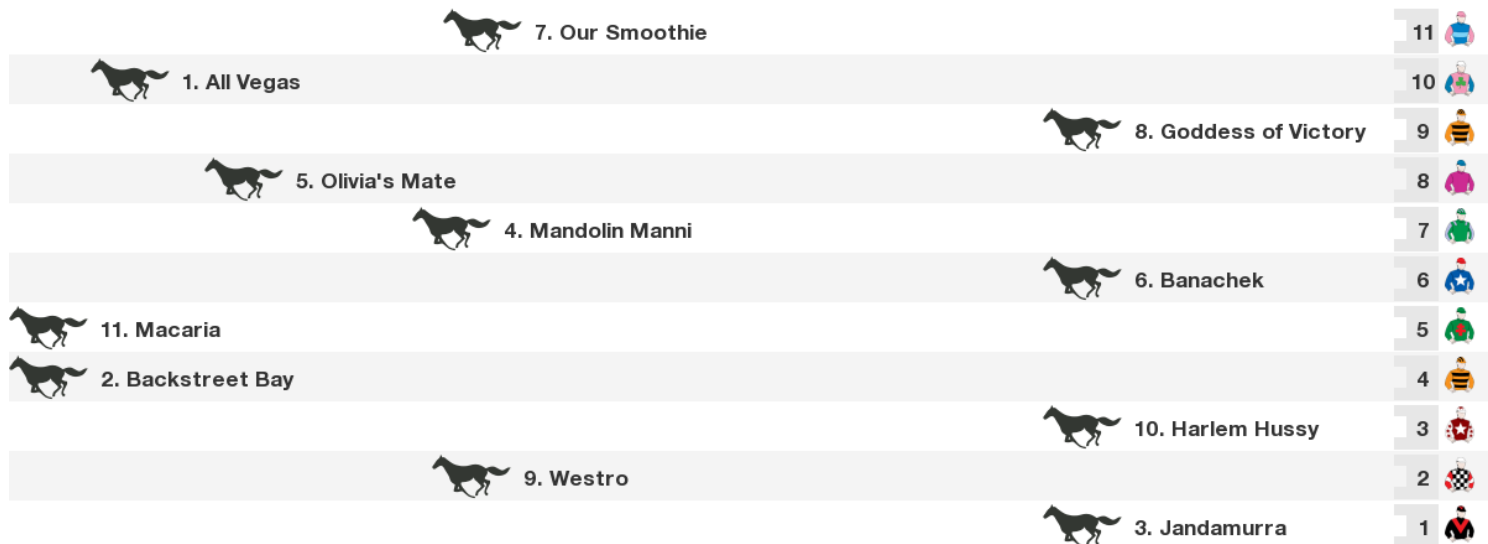 7. Our Smoothie 11
1. All Vegas 10
8. Goddess of Victory 9
5. Olivia's Mate 8
4. Mandolin Manni 7
6. Banachek 6
11. Macaria 5
2. Backstreet Bay 4
10. Harlem Hussy 3
9. Westro 2
3. Jandamurra 1